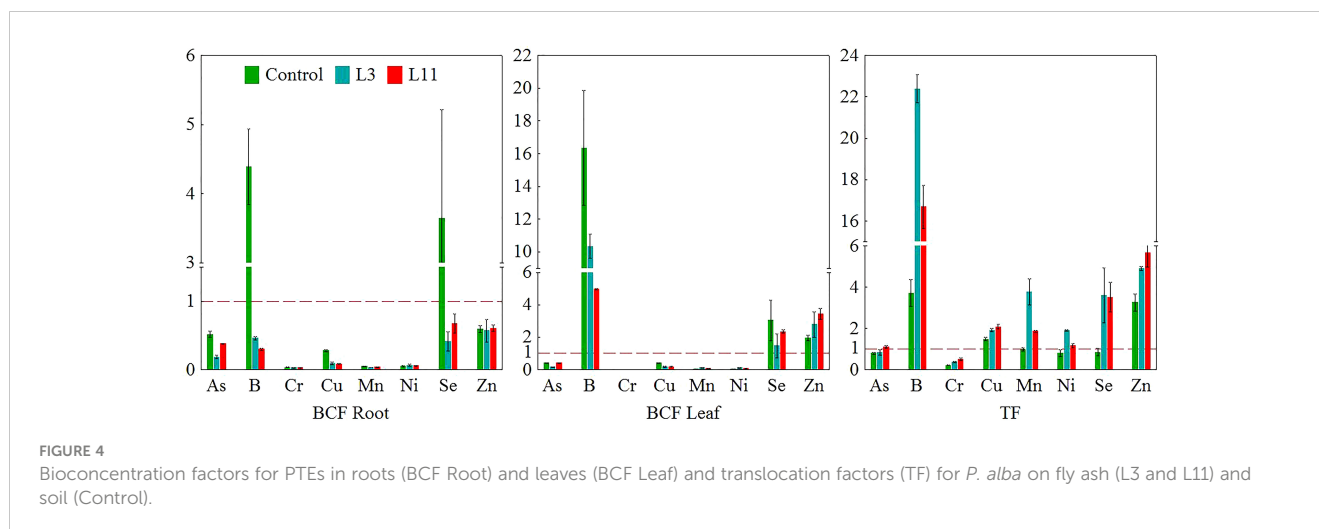 6
5
4
3
1
0
Control L3 L11
As B Cr Cu Mn Ni Se Zn
BCF Root
22
20
18
16
14
12
10
8
6
4
2
1
0
As B Cr Cu Mn Ni Se Zn
BCF Leaf
24
22
20
18
16
6
4
2
1
0
As B Cr Cu Mn Ni Se Zn
TF
FIGURE 4
Bioconcentration factors for PTEs in roots (BCF Root) and leaves (BCF Leaf) and translocation factors (TF) for P. alba on fly ash (L3 and L11) and
soil (Control).